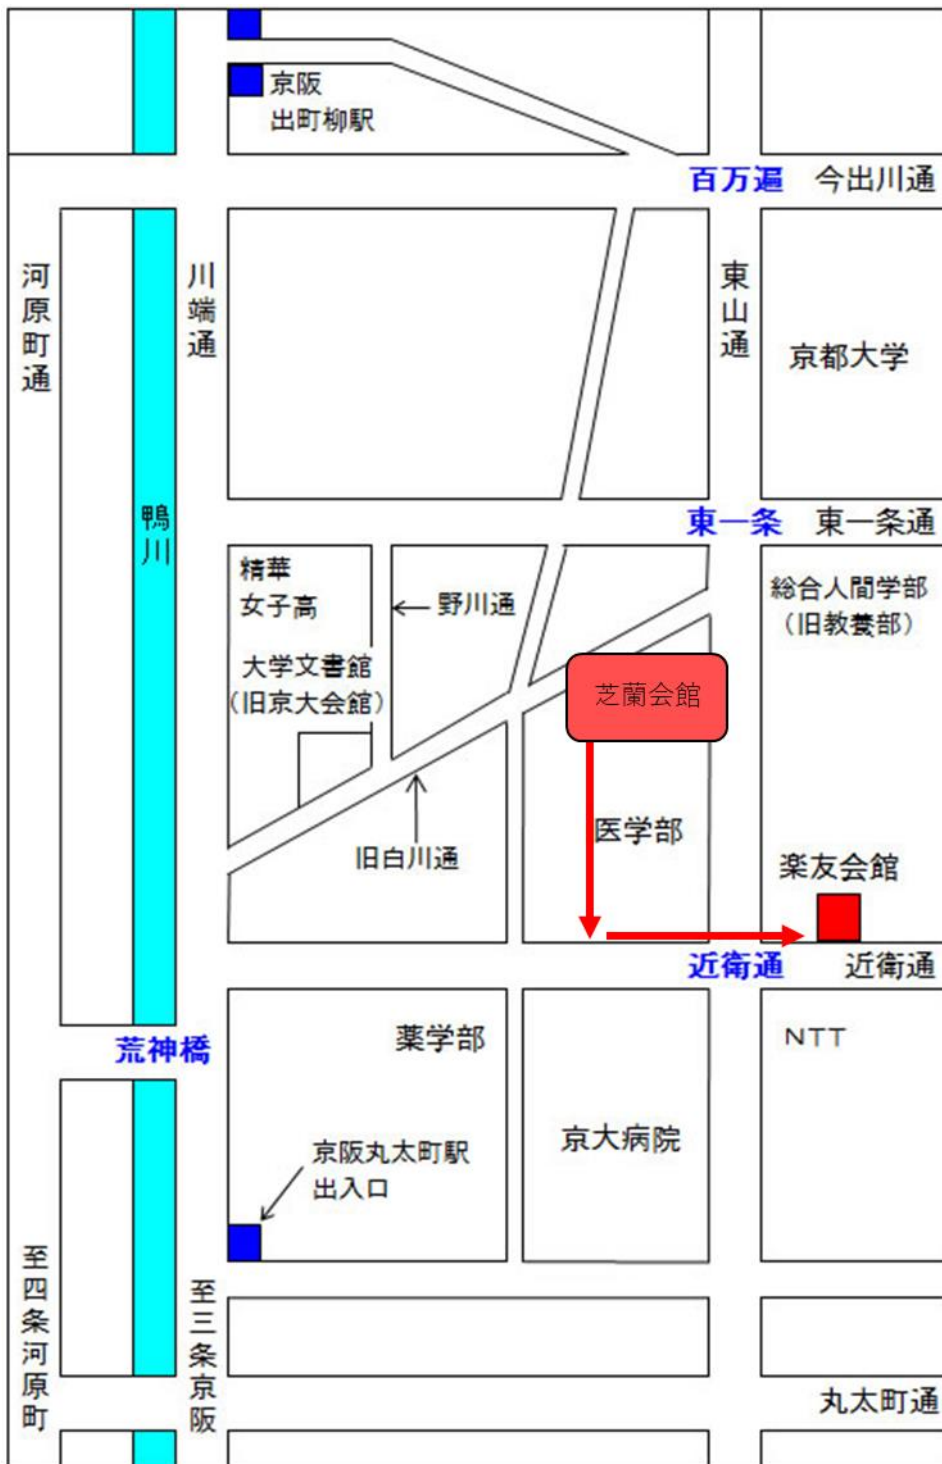 京阪
出町柳駅
百万遍
今出川通
河原町通
川端通
東山通
京都大学
鴨川
東一条
東一条通
精華
女子高
野川通
総合人間学部
（旧教養部）
大学文書館
（旧京大会館）
芝蘭会館
医学部
旧白川通
楽友会館
近衛通
近衛通
荒神橋
薬学部
NTT
京阪丸太町駅
出入口
京大病院
至四条河原町
至三条京阪
丸太町通